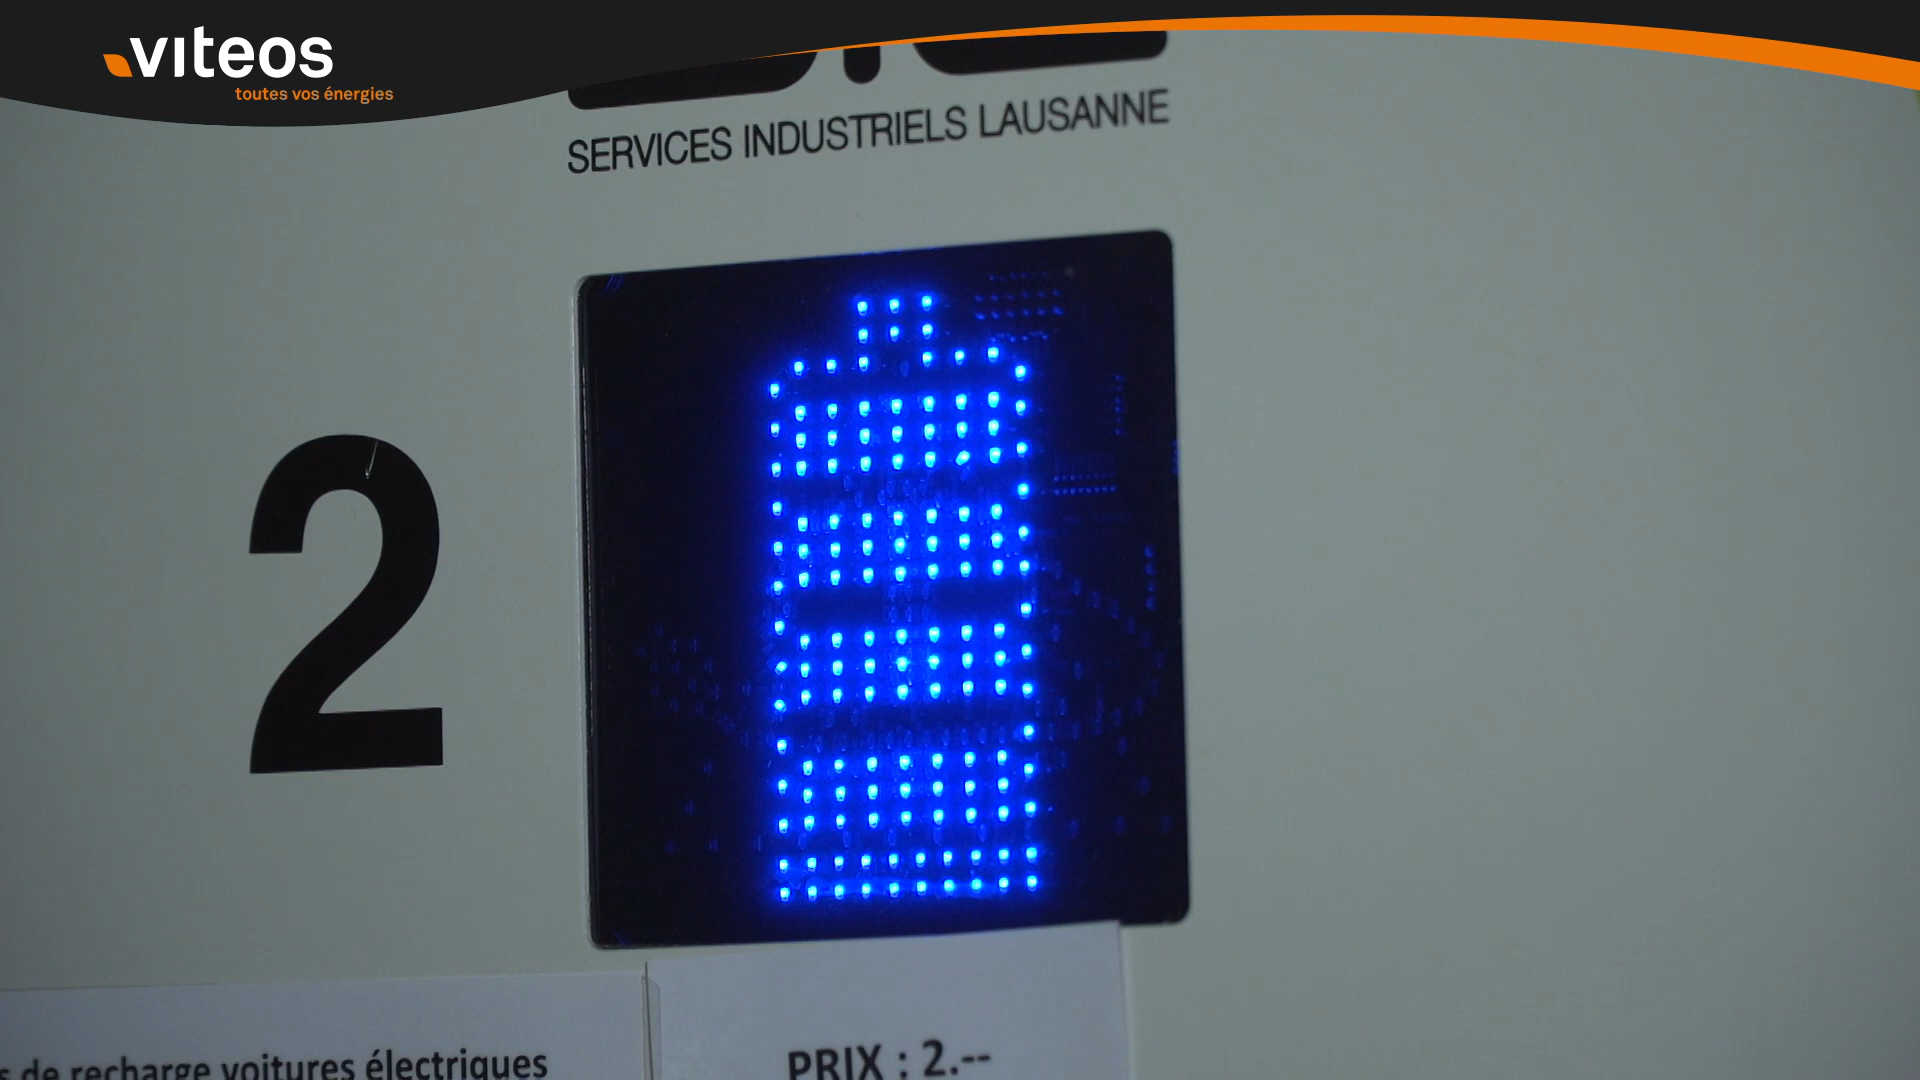 viteos
toutes vos énergies
SERVICES INDUSTRIELS LAUSANNE
2
de recharge voitures électriques
PRIX : 2.--